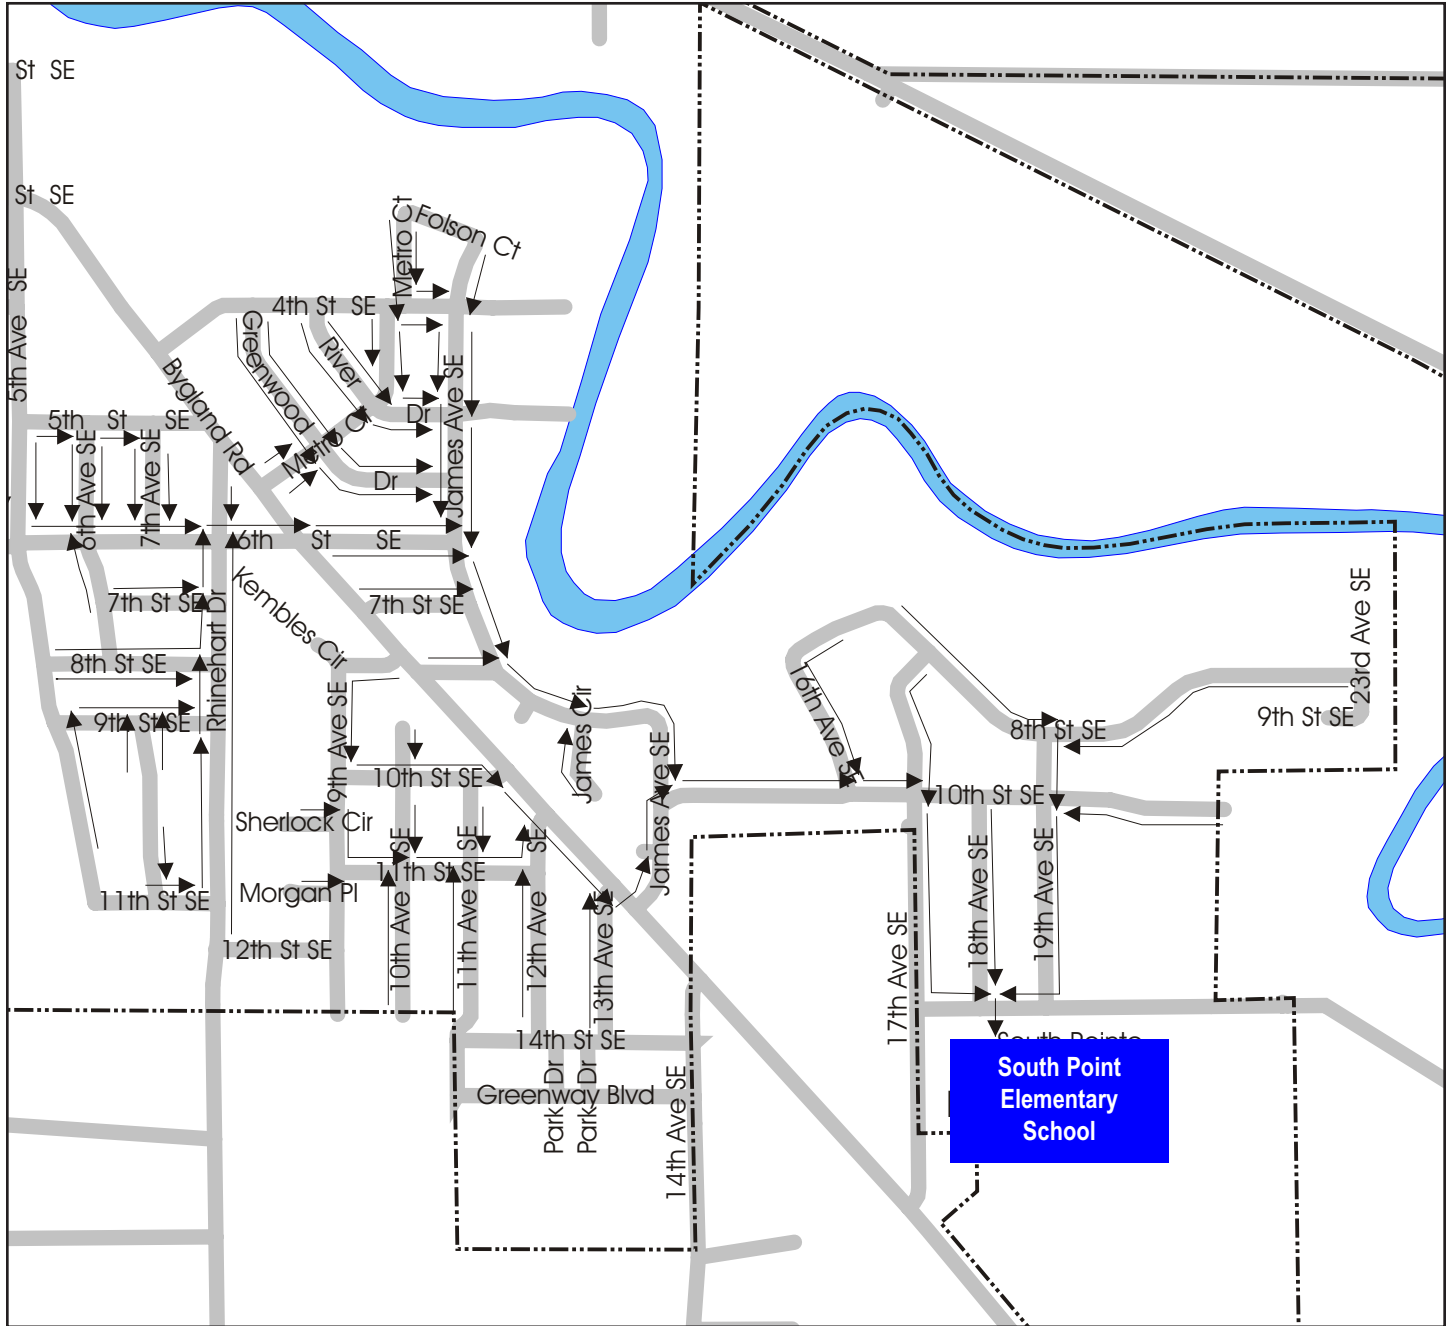 St SE
St SE
5th Ave SE
Metro Ct
Folson Ct
4th St SE
Greenwood
River
Dr
Metro Ct
Dr
James Ave SE
Bygland Rd
5th St SE
6th Ave SE
7th Ave SE
6th St SE
Kembles Cir
7th St SE
7th St SE
8th St SE
Rhinehart Dr
9th St SE
9th Ave SE
10th St SE
James Cir
James Ave SE
16th Ave SE
8th St SE
23rd Ave SE
9th St SE
10th St SE
Sherlock Cir
Morgan Pl
11th St SE
11th St SE
12th St SE
10th Ave SE
11th Ave SE
12th Ave SE
13th Ave SE
17th Ave SE
18th Ave SE
19th Ave SE
14th St SE
Greenway Blvd
Park Dr
Park Dr
14th Ave SE
South Pointe
South Point
Elementary
School